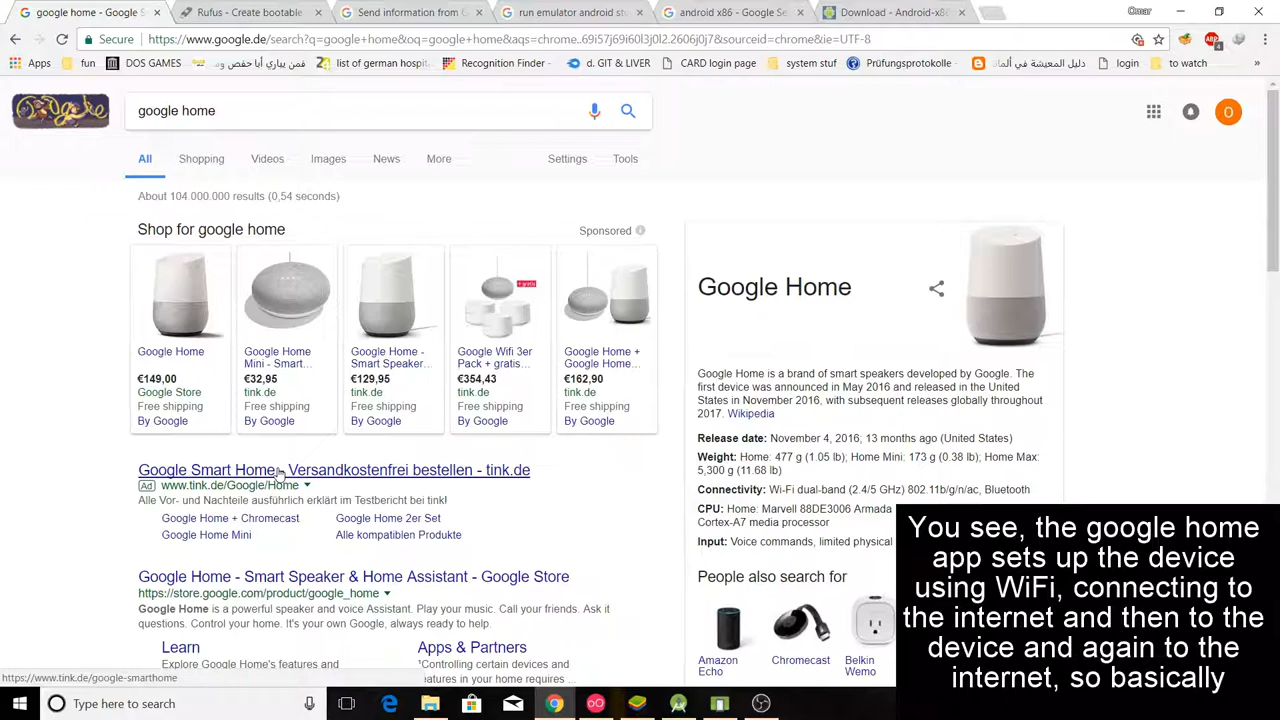 google home - Google S
Rufus - Create bootable
Send information from G
run emulator android stu
android x86 - Google Se
Download - Android-x86
Omar
Secure
https://www.google.de/search?q=google+home&oq=google+home&aqs=chrome..69i57j69i60l3j0l2.2606j0j7&sourceid=chrome&ie=UTF-8
Apps
fun
DOS GAMES
فمن يباري أبا حفص وس
list of german hospita
Recognition Finder -
d. GIT & LIVER
CARD login page
system stuf
Prüfungsprotokolle
دليل المعيشة في ألماني
login
to watch
»
google home
O
All
Shopping
Videos
Images
News
More
Settings
Tools
About 104.000.000 results (0,54 seconds)
Shop for google home
Sponsored
Google Home
€149,00
Google Store
Free shipping
By Google
Google Home
Mini - Smart…
€32,95
tink.de
Free shipping
By Google
Google Home -
Smart Speaker…
€129,95
tink.de
Free shipping
By Google
+ gratis
Google Wifi 3er
Pack + gratis…
€354,43
tink.de
Free shipping
By Google
Google Home +
Google Home…
€162,90
tink.de
Free shipping
By Google
Google Smart Home - Versandkostenfrei bestellen - tink.de
Ad www.tink.de/Google/Home
Alle Vor- und Nachteile ausführlich erklärt im Testbericht bei tink!
Google Home + Chromecast
Google Home 2er Set
Google Home Mini
Alle kompatiblen Produkte
Google Home - Smart Speaker & Home Assistant - Google Store
https://store.google.com/product/google_home
Google Home is a powerful speaker and voice Assistant. Play your music. Call your friends. Ask it
questions. Control your home. It's your own Google, always ready to help.
Learn
Explore Google Home's features and
Apps & Partners
¹Controlling certain devices and
features in your home requires ...
Google Home
Google Home is a brand of smart speakers developed by Google. The
first device was announced in May 2016 and released in the United
States in November 2016, with subsequent releases globally throughout
2017. Wikipedia
Release date: November 4, 2016; 13 months ago (United States)
Weight: Home: 477 g (1.05 lb); Home Mini: 173 g (0.38 lb); Home Max:
5,300 g (11.68 lb)
Connectivity: Wi-Fi dual-band (2.4/5 GHz) 802.11b/g/n/ac, Bluetooth
CPU: Home: Marvell 88DE3006 Armada
Cortex-A7 media processor
Input: Voice commands, limited physical
People also search for
Amazon
Echo
Chromecast
Belkin
Wemo
You see, the google home
app sets up the device
using WiFi, connecting to
the internet and then to the
device and again to the
internet, so basically
https://www.tink.de/google-smarthome
Type here to search